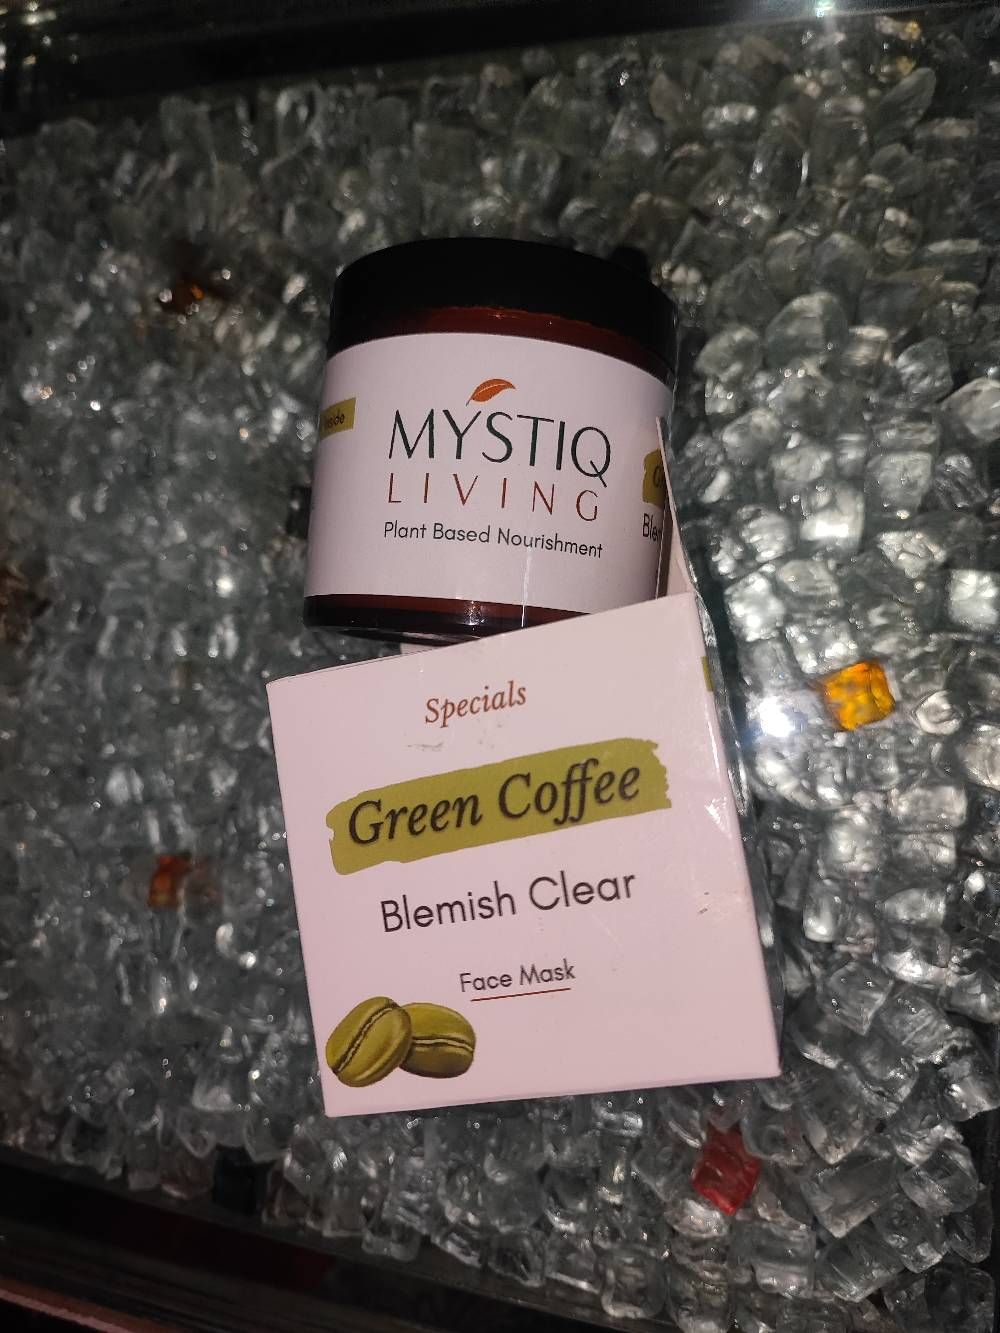 MYSTIQ
LIVING
Plant Based Nourishment
Specials
Green Coffee
Blemish Clear
Face Mask